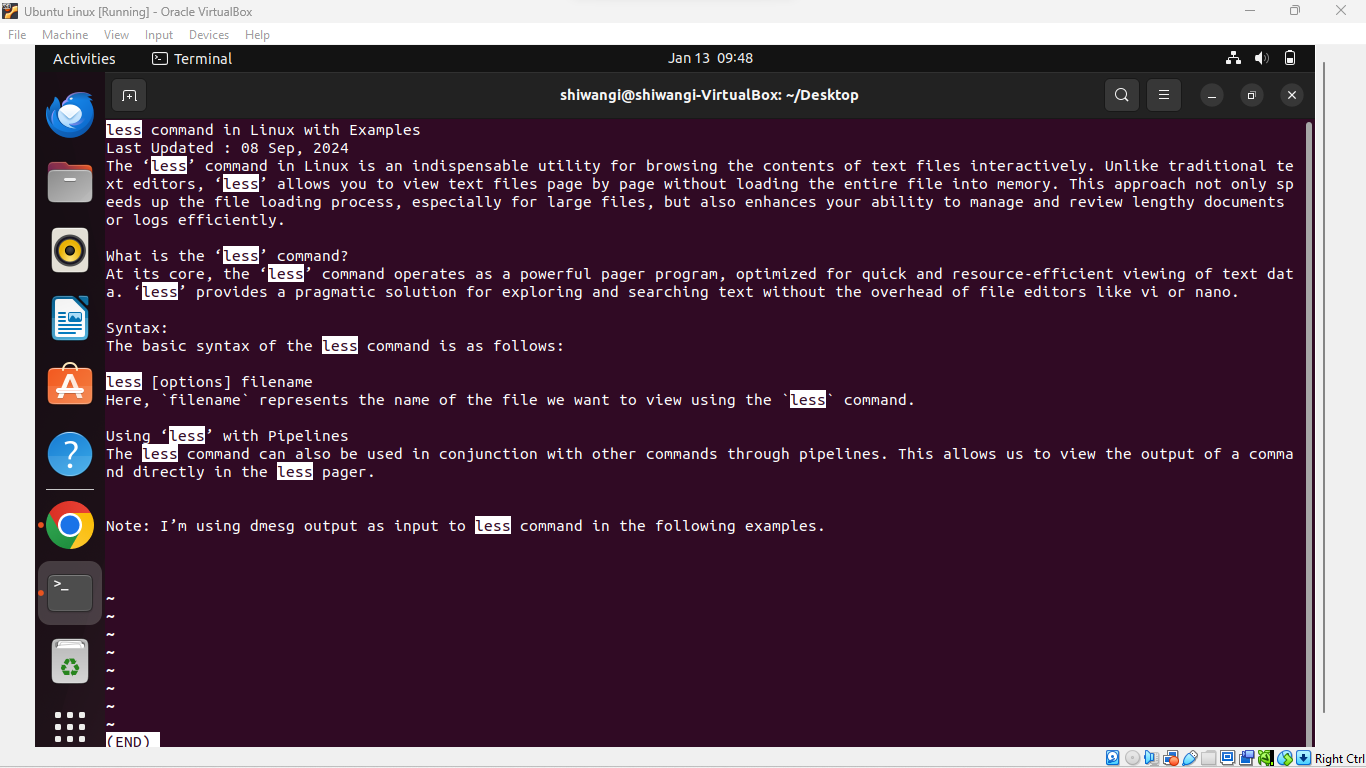 Ubuntu Linux [Running] - Oracle VirtualBox
File Machine View Input Devices Help
Activities Terminal Jan 13 09:48
shiwangi@shiwangi-VirtualBox: ~/Desktop
less command in Linux with Examples
Last Updated : 08 Sep, 2024
The ‘less’ command in Linux is an indispensable utility for browsing the contents of text files interactively. Unlike traditional te
xt editors, ‘less’ allows you to view text files page by page without loading the entire file into memory. This approach not only sp
eeds up the file loading process, especially for large files, but also enhances your ability to manage and review lengthy documents
or logs efficiently.
What is the ‘less’ command?
At its core, the ‘less’ command operates as a powerful pager program, optimized for quick and resource-efficient viewing of text dat
a. ‘less’ provides a pragmatic solution for exploring and searching text without the overhead of file editors like vi or nano.
Syntax:
The basic syntax of the less command is as follows:
less [options] filename
Here, `filename` represents the name of the file we want to view using the `less` command.
Using ‘less’ with Pipelines
The less command can also be used in conjunction with other commands through pipelines. This allows us to view the output of a comma
nd directly in the less pager.
Note: I’m using dmesg output as input to less command in the following examples.
~
~
~
~
~
~
~
~
(END)
Right Ctrl